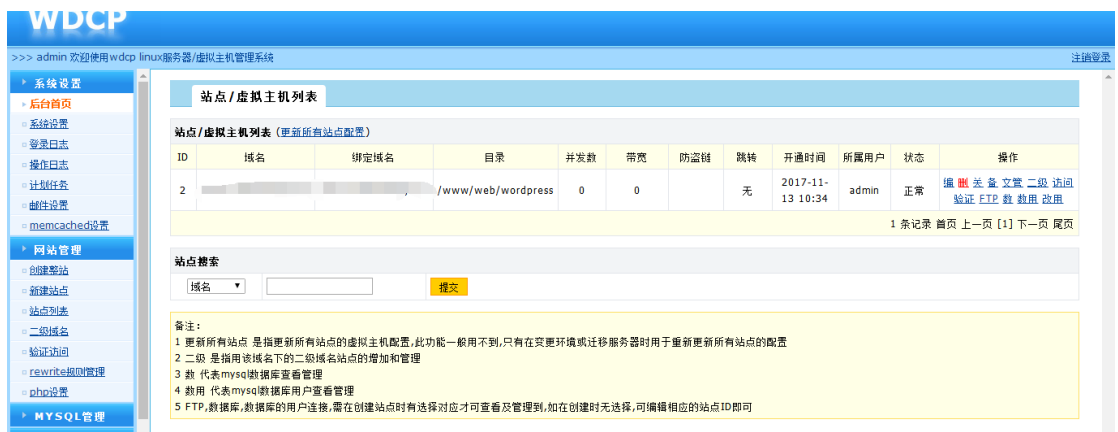 WDCP
>>> admin 欢迎使用wdcp linux服务器/虚拟主机管理系统
注销登录
系统设置
后台首页
系统设置
登录日志
操作日志
计划任务
邮件设置
memcached设置
网站管理
创建整站
新建站点
站点列表
二级域名
验证访问
rewrite规则管理
php设置
MYSQL管理
站点/虚拟主机列表
站点/虚拟主机列表 (更新所有站点配置)
ID 域名 绑定域名 目录 并发数 带宽 防盗链 跳转 开通时间 所属用户 状态 操作
2 /www/web/wordpress 0 0 无 2017-11-13 10:34 admin 正常 编 删 关 备 文管 二级 访问
验证 FTP 数 数用 改用
1 条记录 首页 上一页 [1] 下一页 尾页
站点搜索
域名 提交
备注:
1 更新所有站点 是指更新所有站点的虚拟主机配置,此功能一般用不到,只有在变更环境或迁移服务器时用于重新更新所有站点的配置
2 二级 是指用该域名下的二级域名站点的增加和管理
3 数 代表mysql数据库查看管理
4 数用 代表mysql数据库用户查看管理
5 FTP,数据库,数据库的用户连接,需在创建站点时有选择对应才可查看及管理到,如在创建时无选择,可编辑相应的站点ID即可